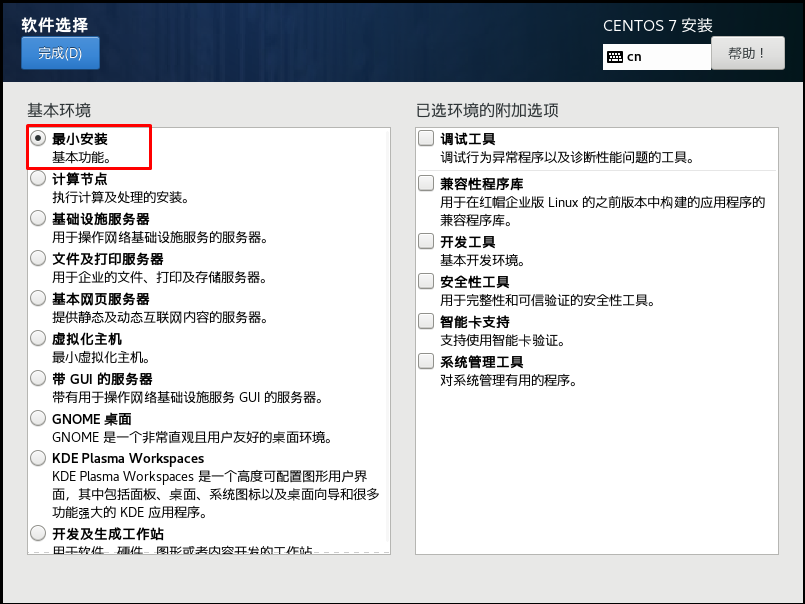 软件选择
完成(D)
CENTOS 7 安装
cn
帮助！
基本环境
最小安装
基本功能。
计算节点
执行计算及处理的安装。
基础设施服务器
用于操作网络基础设施服务的服务器。
文件及打印服务器
用于企业的文件、打印及存储服务器。
基本网页服务器
提供静态及动态互联网内容的服务器。
虚拟化主机
最小虚拟化主机。
带 GUI 的服务器
带有用于操作网络基础设施服务 GUI 的服务器。
GNOME 桌面
GNOME 是一个非常直观且用户友好的桌面环境。
KDE Plasma Workspaces
KDE Plasma Workspaces 是一个高度可配置图形用户界
面，其中包括面板、桌面、系统图标以及桌面向导和很多
功能强大的 KDE 应用程序。
开发及生成工作站
用于软件、硬件、图形或者内容开发的工作站
已选环境的附加选项
调试工具
调试行为异常程序以及诊断性能问题的工具。
兼容性程序库
用于在红帽企业版 Linux 的之前版本中构建的应用程序的
兼容程序库。
开发工具
基本开发环境。
安全性工具
用于完整性和可信验证的安全性工具。
智能卡支持
支持使用智能卡验证。
系统管理工具
对系统管理有用的程序。